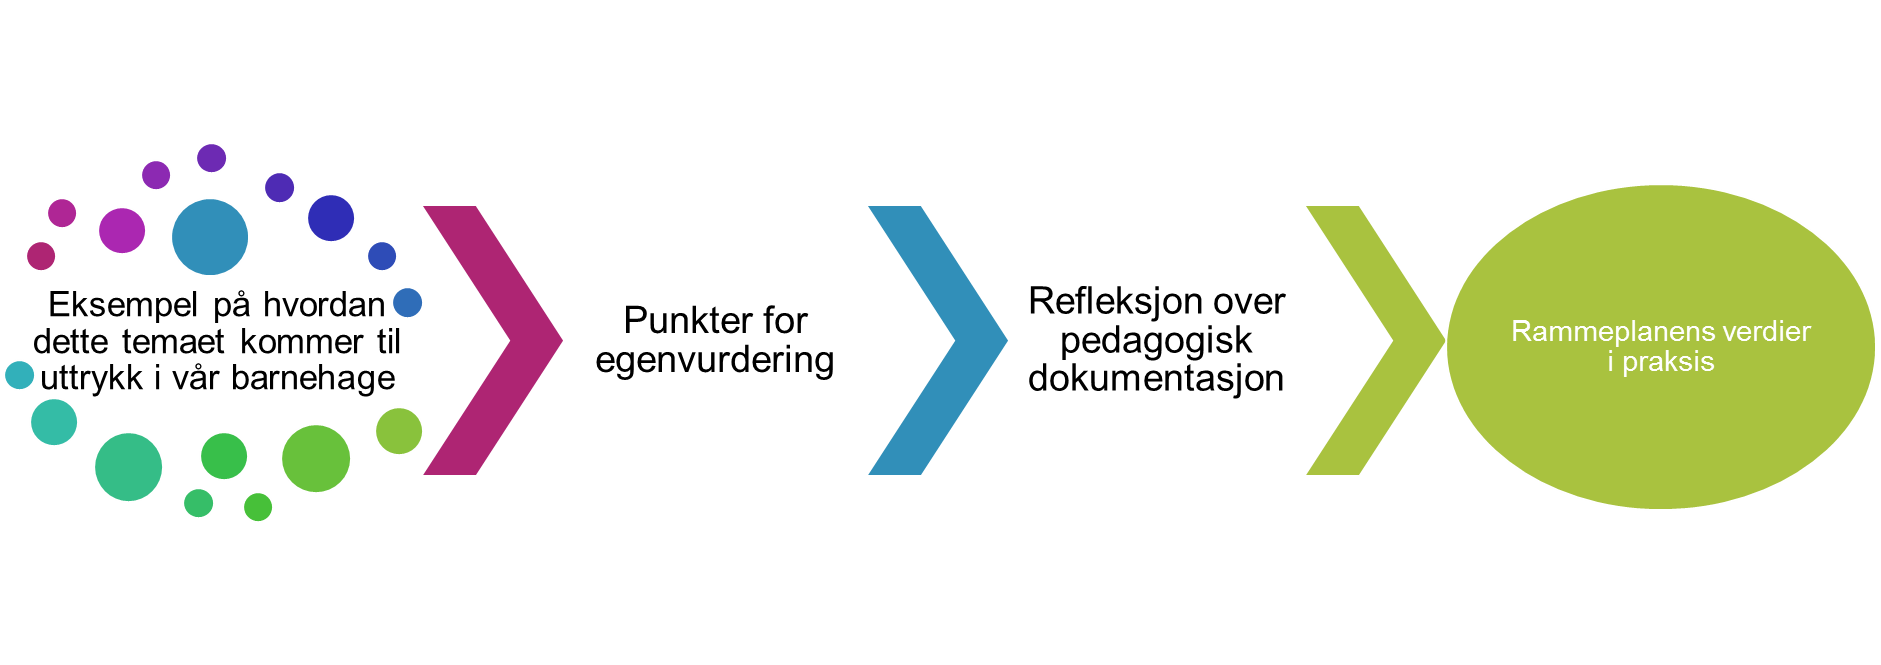 Eksempel på hvordan
dette temaet kommer til
uttrykk i vår barnehage
Punkter for
egenvurdering
Refleksjon over
pedagogisk
dokumentasjon
Rammeplanens verdier
i praksis